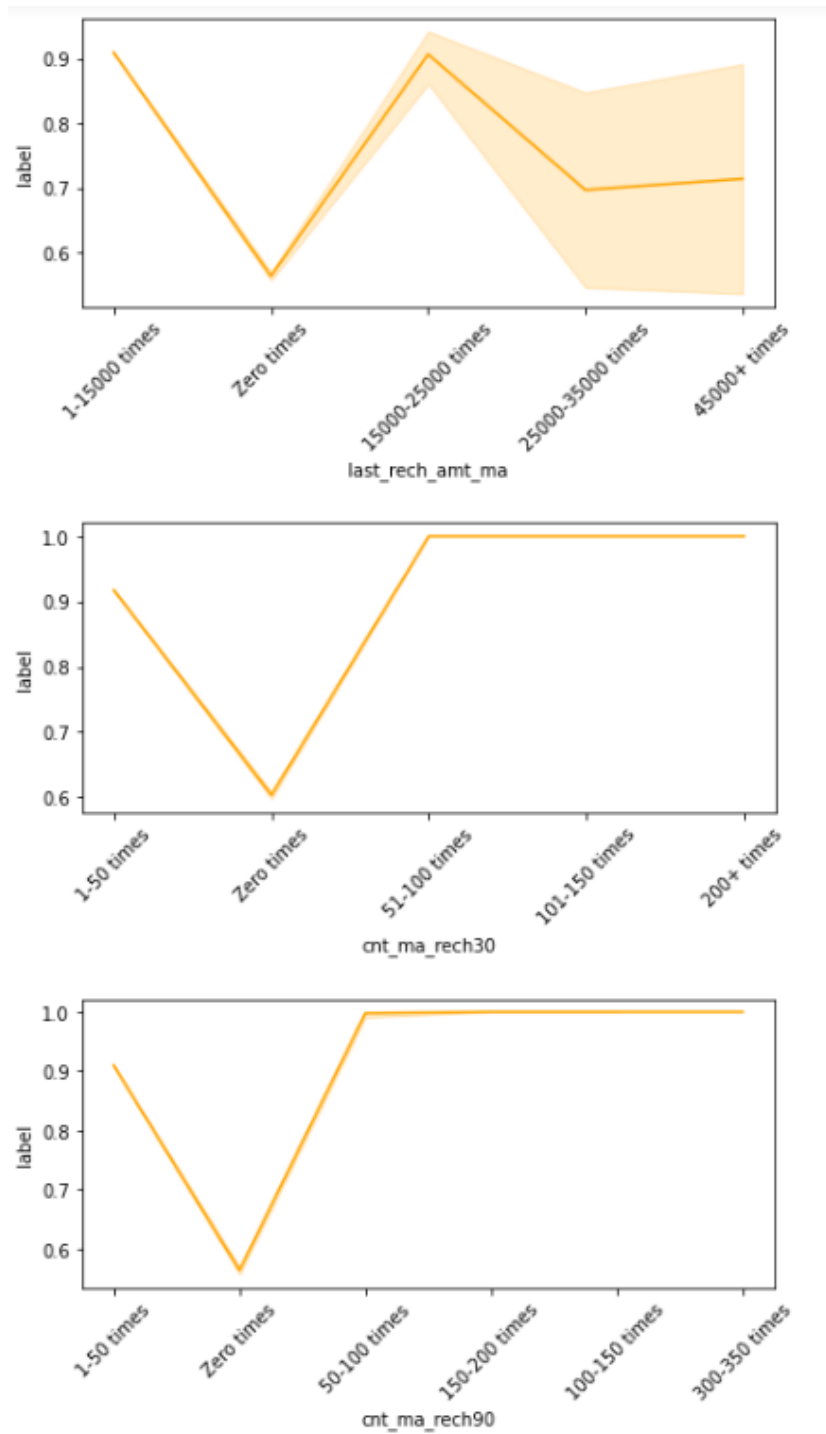 label
0.9
0.8
0.7
0.6
1-15000 times
Zero times
15000-25000 times
25000-35000 times
45000+ times
last_rech_amt_ma
label
1.0
0.9
0.8
0.7
0.6
1-50 times
Zero times
51-100 times
101-150 times
200+ times
cnt_ma_rech30
label
1.0
0.9
0.8
0.7
0.6
1-50 times
Zero times
50-100 times
150-200 times
100-150 times
300-350 times
cnt_ma_rech90